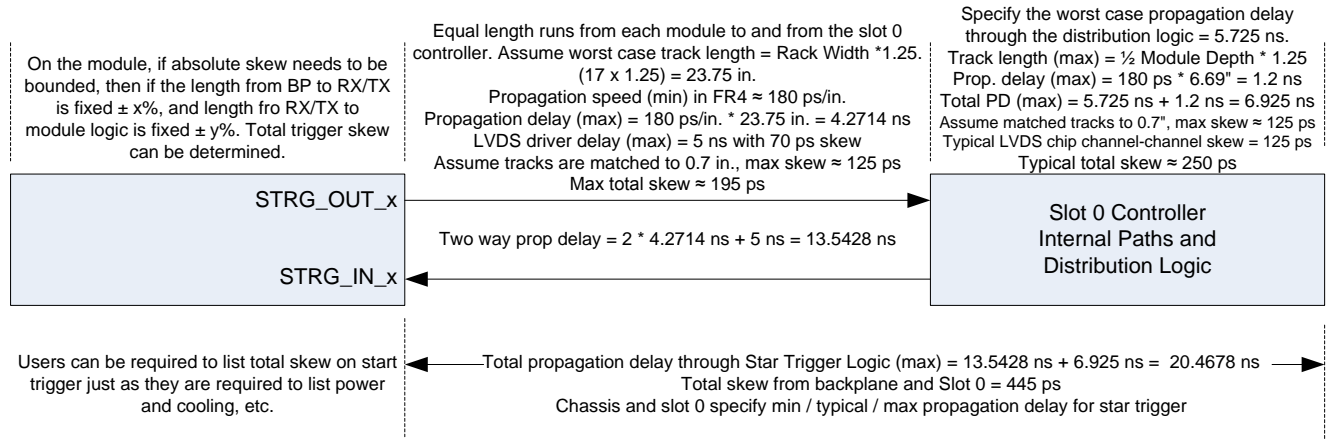 On the module, if absolute skew needs to be
bounded, then if the length from BP to RX/TX
is fixed ± x%, and length fro RX/TX to
module logic is fixed ± y%. Total trigger skew
can be determined.
Equal length runs from each module to and from the slot 0
controller. Assume worst case track length = Rack Width *1.25.
(17 x 1.25) = 23.75 in.
Propagation speed (min) in FR4 ≈ 180 ps/in.
Propagation delay (max) = 180 ps/in. * 23.75 in. = 4.2714 ns
LVDS driver delay (max) = 5 ns with 70 ps skew
Assume tracks are matched to 0.7 in., max skew ≈ 125 ps
Max total skew ≈ 195 ps
Specify the worst case propagation delay
through the distribution logic = 5.725 ns.
Track length (max) = ½ Module Depth * 1.25
Prop. delay (max) = 180 ps * 6.69" = 1.2 ns
Total PD (max) = 5.725 ns + 1.2 ns = 6.925 ns
Assume matched tracks to 0.7", max skew ≈ 125 ps
Typical LVDS chip channel-channel skew = 125 ps
Typical total skew ≈ 250 ps
STRG_OUT_x
STRG_IN_x
Two way prop delay = 2 * 4.2714 ns + 5 ns = 13.5428 ns
Slot 0 Controller
Internal Paths and
Distribution Logic
Users can be required to list total skew on start
trigger just as they are required to list power
and cooling, etc.
Total propagation delay through Star Trigger Logic (max) = 13.5428 ns + 6.925 ns = 20.4678 ns
Total skew from backplane and Slot 0 = 445 ps
Chassis and slot 0 specify min / typical / max propagation delay for star trigger